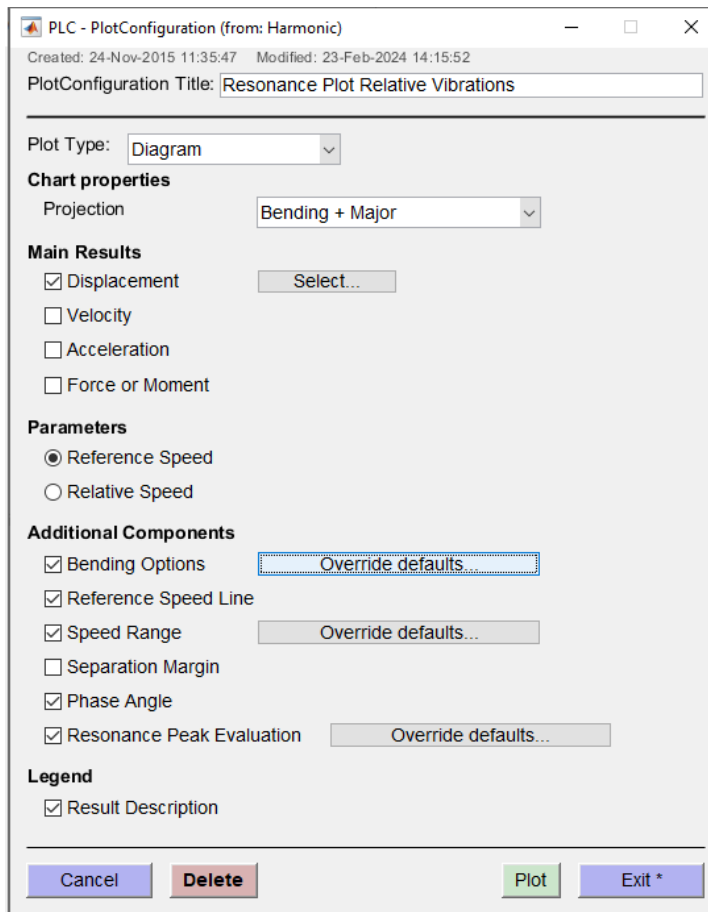 PLC - PlotConfiguration (from: Harmonic)
Created: 24-Nov-2015 11:35:47 Modified: 23-Feb-2024 14:15:52
PlotConfiguration Title: Resonance Plot Relative Vibrations
Plot Type: Diagram
Chart properties
Projection Bending + Major
Main Results
Displacement Select...
Velocity
Acceleration
Force or Moment
Parameters
Reference Speed
Relative Speed
Additional Components
Bending Options Override defaults...
Reference Speed Line
Speed Range Override defaults...
Separation Margin
Phase Angle
Resonance Peak Evaluation Override defaults...
Legend
Result Description
Cancel Delete Plot Exit *